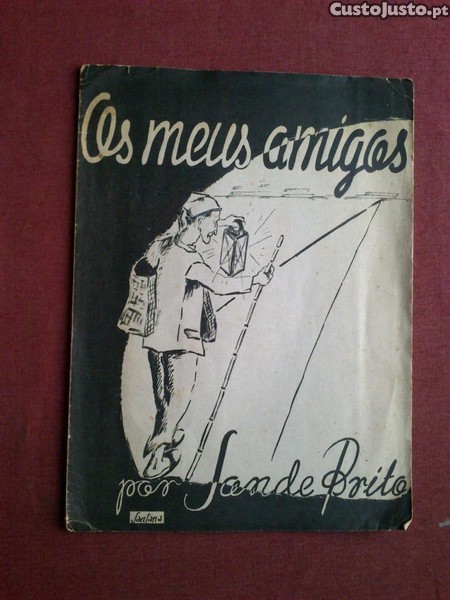 CustoJusto.pt
Os meus amigos
por Sande Brito
Santana